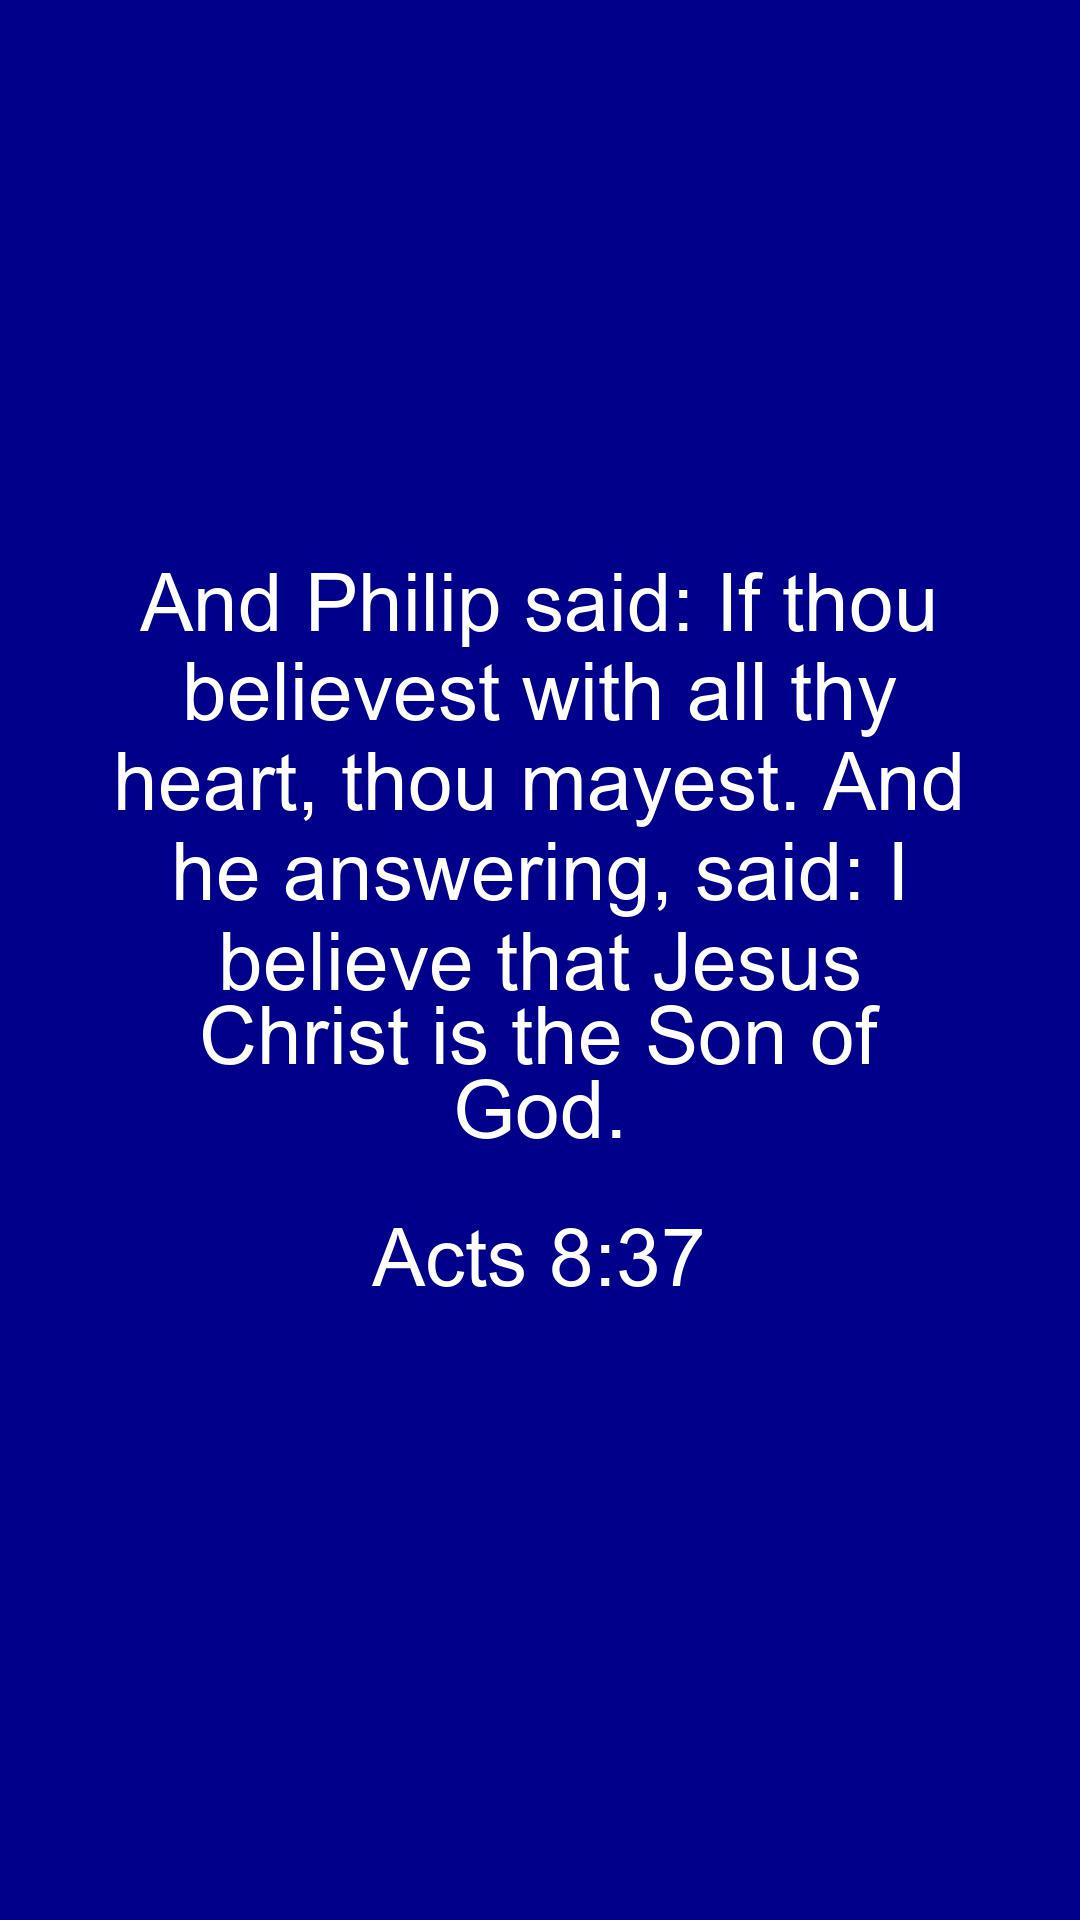 And Philip said: If thou
believest with all thy
heart, thou mayest. And
he answering, said: I
believe that Jesus
Christ is the Son of
God.
Acts 8:37